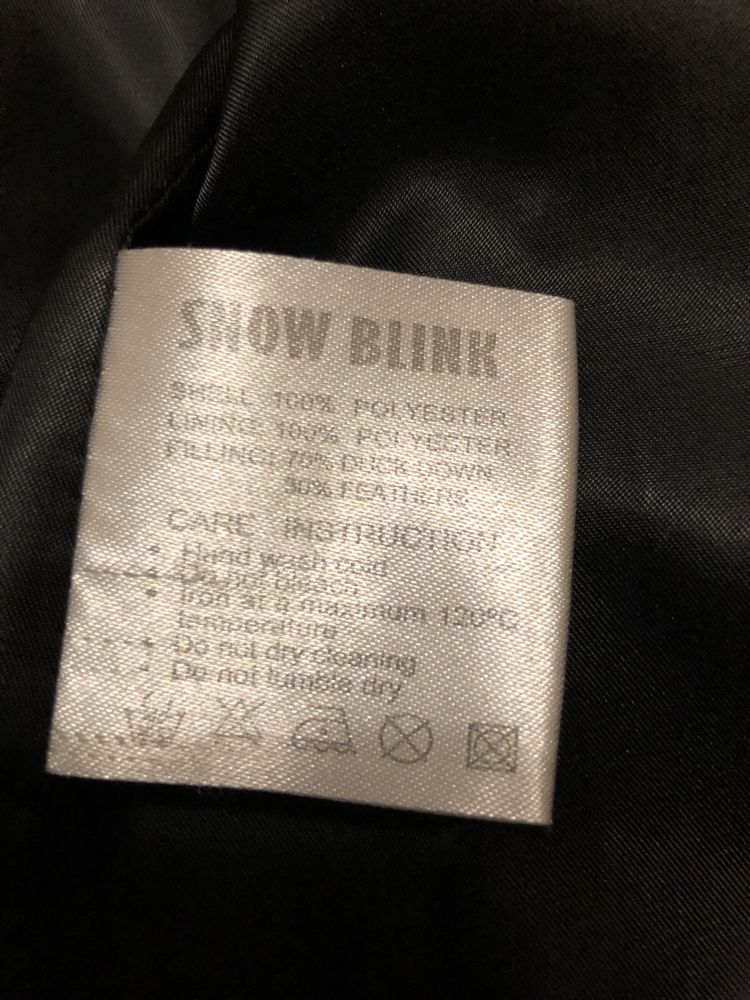 SNOW BLINK
SHELL: 100% POLYESTER
LINING: 100% POLYECTER
FILLING: 70% DUCK DOWN
30% FEATHERS
CARE INSTRUCTION
• Hand wash cold
• Do not bleach
• Iron at a maximum 120°C
temperature
• Do not dry cleaning
• Do not tumble dry